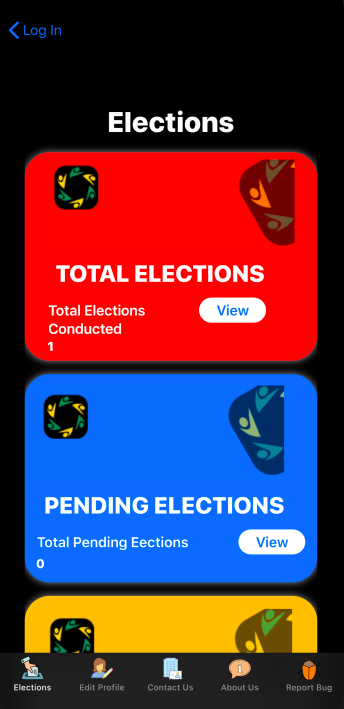 Log In
Elections
TOTAL ELECTIONS
Total Elections
Conducted
View
1
PENDING ELECTIONS
Total Pending Eections
View
0
Elections
Edit Profile
Contact Us
About Us
Report Bug